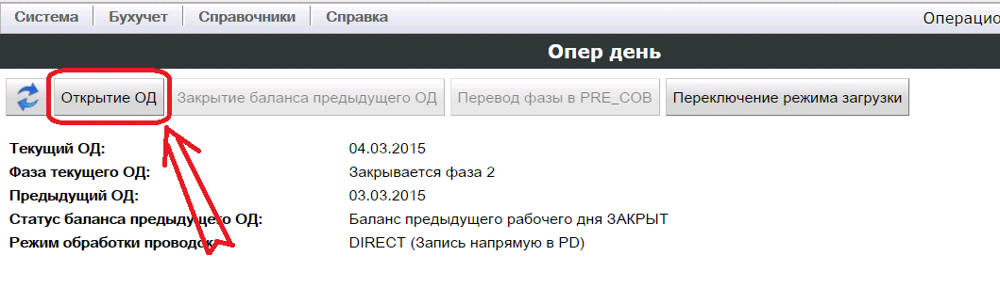 Система Бухучет Справочники Справка Операцио
Опер день
Открытие ОД Закрытие баланса предыдущего ОД Перевод фазы в PRE_COB Переключение режима загрузки
Текущий ОД: 04.03.2015
Фаза текущего ОД: Закрывается фаза 2
Предыдущий ОД: 03.03.2015
Статус баланса предыдущего ОД: Баланс предыдущего рабочего дня ЗАКРЫТ
Режим обработки проводок: DIRECT (Запись напрямую в PD)